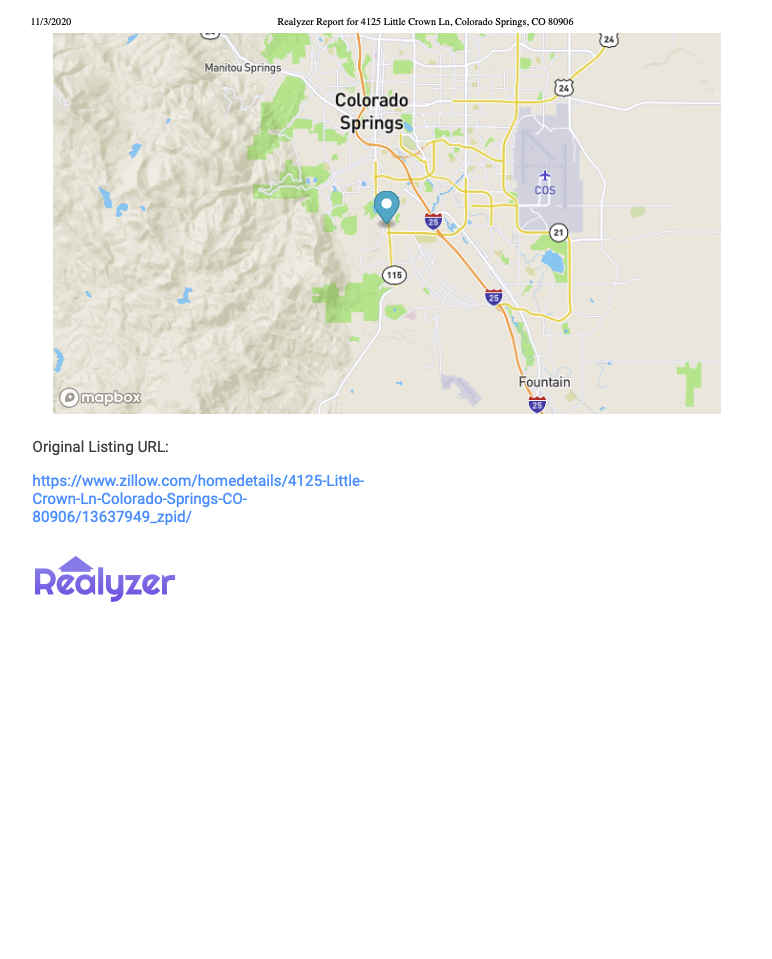 11/3/2020
Realyzer Report for 4125 Little Crown Ln, Colorado Springs, CO 80906
24
24
Manitou Springs
24
Colorado
Springs
COS
25
21
115
25
Fountain
25
mapbox
Original Listing URL:
https://www.zillow.com/homedetails/4125-Little-
Crown-Ln-Colorado-Springs-CO-
80906/13637949_zpid/
Realyzer